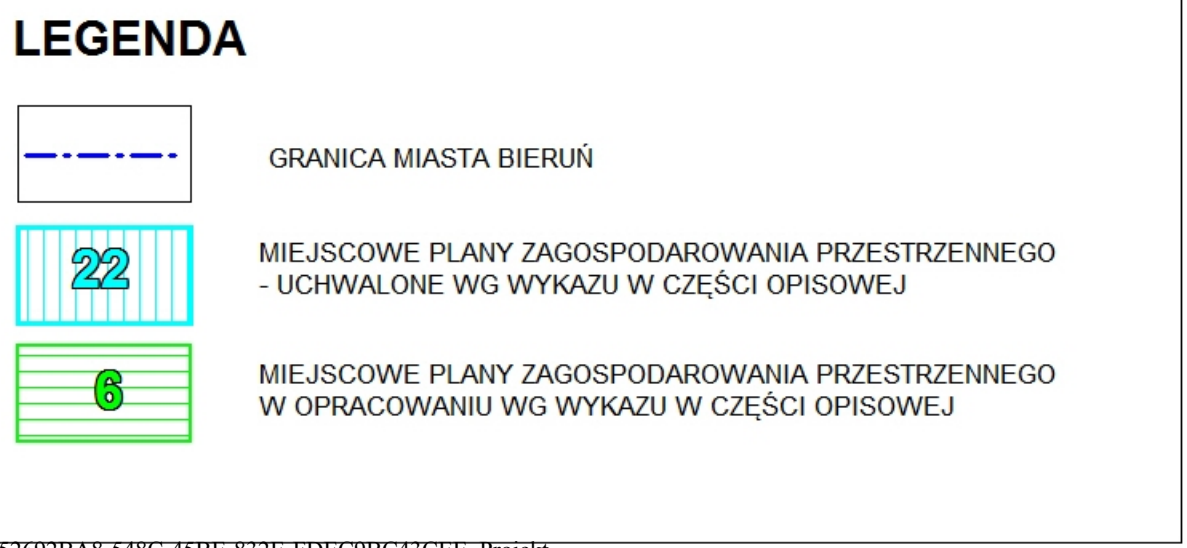 LEGENDA
GRANICA MIASTA BIERUŃ
22
MIEJSCOWE PLANY ZAGOSPODAROWANIA PRZESTRZENNEGO
- UCHWALONE WG WYKAZU W CZĘŚCI OPISOWEJ
6
MIEJSCOWE PLANY ZAGOSPODAROWANIA PRZESTRZENNEGO
W OPRACOWANIU WG WYKAZU W CZĘŚCI OPISOWEJ
Projekt